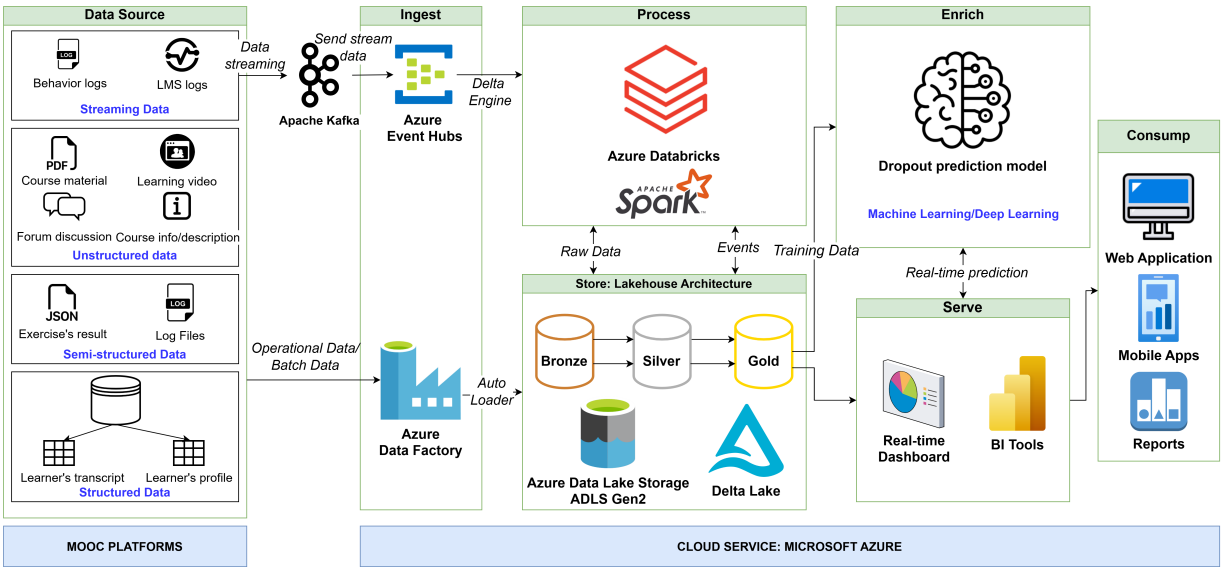 Data Source
LOG
Behavior logs
LMS logs
Streaming Data
PDF
Course material
Learning video
Forum discussion
Course info/description
Unstructured data
JSON
Exercise's result
LOG
Log Files
Semi-structured Data
Learner's transcript
Learner's profile
Structured Data
MOOC PLATFORMS
Data
streaming
Apache Kafka
Send stream
data
Operational Data/
Batch Data
Ingest
Azure
Event Hubs
Azure
Data Factory
Delta
Engine
Auto
Loader
Process
Azure Databricks
APACHE
Spark
Raw Data
Events
Training Data
Store: Lakehouse Architecture
Bronze
Silver
Gold
Azure Data Lake Storage
ADLS Gen2
Delta Lake
Enrich
Dropout prediction model
Machine Learning/Deep Learning
Real-time prediction
Serve
Real-time
Dashboard
BI Tools
Consump
Web Application
Mobile Apps
Reports
CLOUD SERVICE: MICROSOFT AZURE